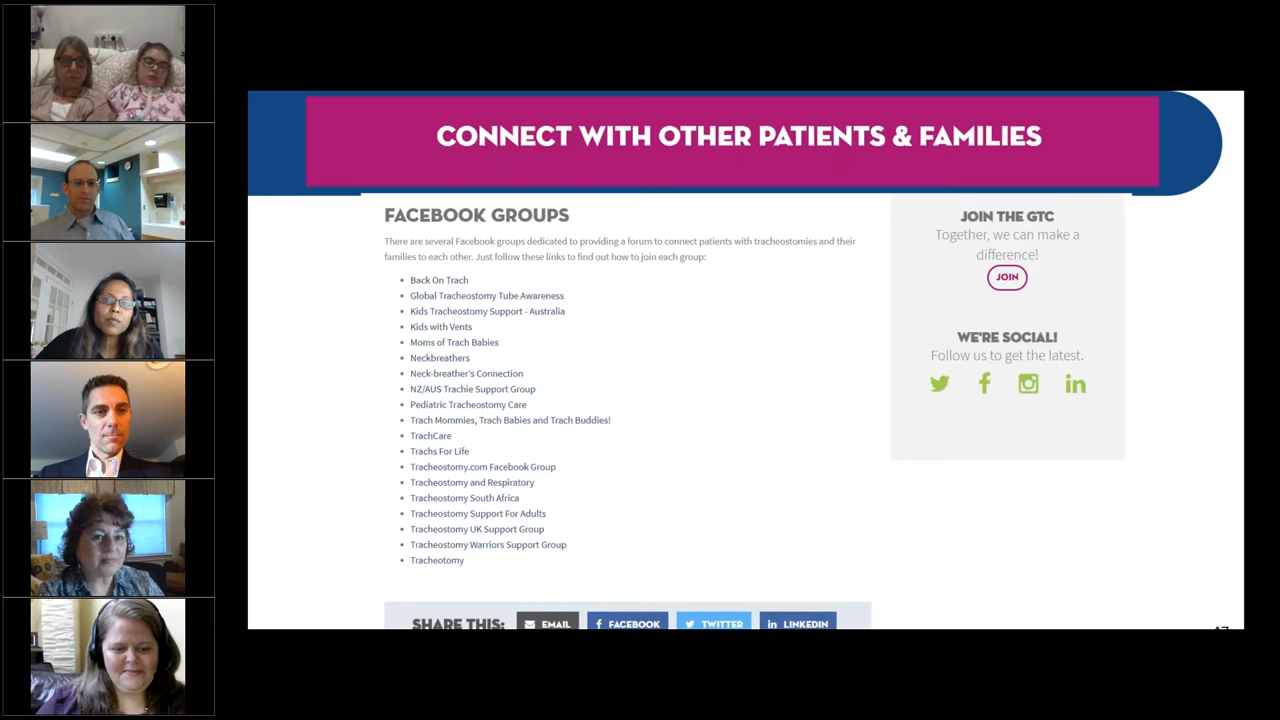 CONNECT WITH OTHER PATIENTS & FAMILIES
FACEBOOK GROUPS
There are several Facebook groups dedicated to providing a forum to connect patients with tracheostomies and their
families to each other. Just follow these links to find out how to join each group:
Back On Trach
Global Tracheostomy Tube Awareness
Kids Tracheostomy Support - Australia
Kids with Vents
Moms of Trach Babies
Neckbreathers
Neck-breather's Connection
NZ/AUS Trachie Support Group
Pediatric Tracheostomy Care
Trach Mommies, Trach Babies and Trach Buddies!
TrachCare
Trachs For Life
Tracheostomy.com Facebook Group
Tracheostomy and Respiratory
Tracheostomy South Africa
Tracheostomy Support For Adults
Tracheostomy UK Support Group
Tracheostomy Warriors Support Group
Tracheotomy
SHARE THIS: EMAIL FACEBOOK TWITTER LINKEDIN
JOIN THE GTC
Together, we can make a
difference!
JOIN
WE'RE SOCIAL!
Follow us to get the latest.